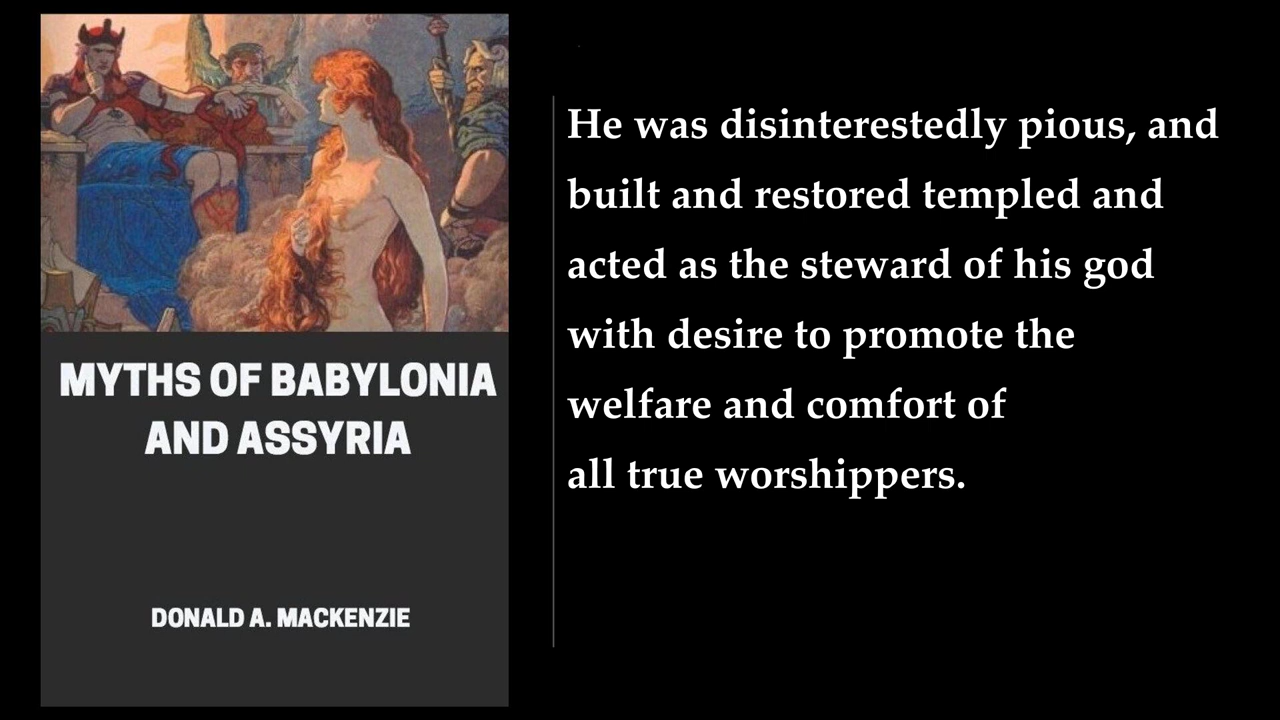 MYTHS OF BABYLONIA
AND ASSYRIA
DONALD A. MACKENZIE
He was disinterestedly pious, and
built and restored templed and
acted as the steward of his god
with desire to promote the
welfare and comfort of
all true worshippers.